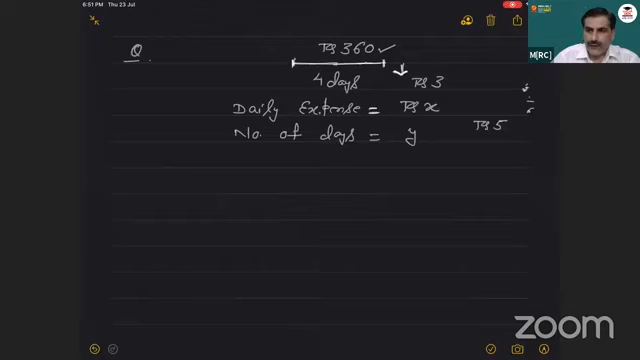 6:51 PM Thu 23 Jul
M[RC]
Q.
Rs 360 ✓
4 days
Rs 3
Daily Expense = Rs x
No. of days = y
Rs 5
zoom